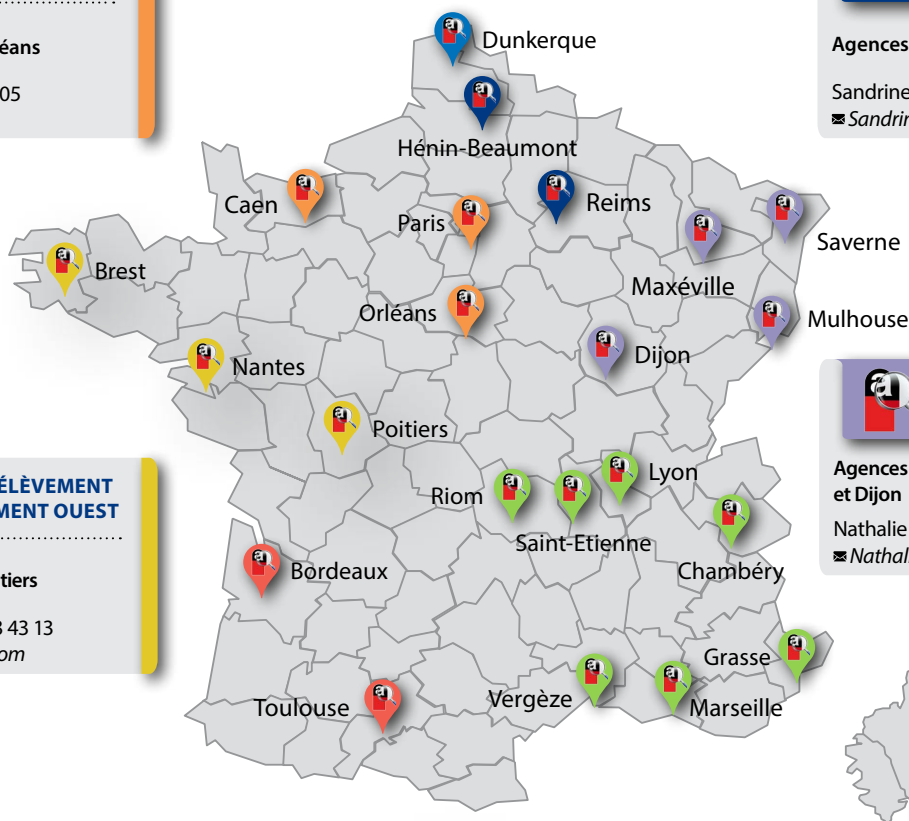 éans
05
Agences
Sandrine
Sandrin
Dunkerque
Hénin-Beaumont
Caen
Paris
Reims
Saverne
Brest
Maxéville
Orléans
Mulhouse
Dijon
Nantes
Poitiers
ÉLÈVEMENT
MENT OUEST
tiers
43 13
om
Agences
et Dijon
Nathalie
Nathali
Lyon
Riom
Saint-Etienne
Chambéry
Bordeaux
Grasse
Vergèze
Marseille
Toulouse